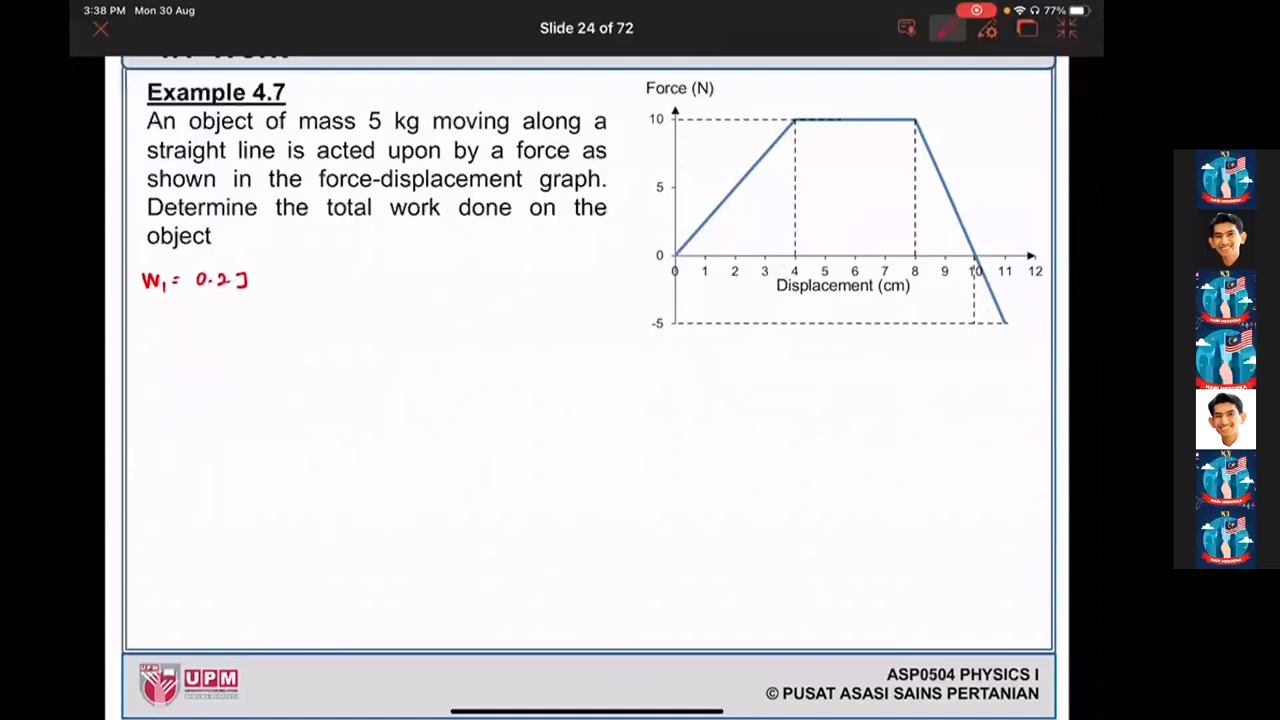 3:38 PM Mon 30 Aug
77%
Slide 24 of 72
Example 4.7
An object of mass 5 kg moving along a
straight line is acted upon by a force as
shown in the force-displacement graph.
Determine the total work done on the
object
W₁ = 0.2 J
Force (N)
10
5
0
0 1 2 3 4 5 6 7 8 9 10 11 12
Displacement (cm)
-5
UPM
UPM
ASP0504 PHYSICS I
© PUSAT ASASI SAINS PERTANIAN